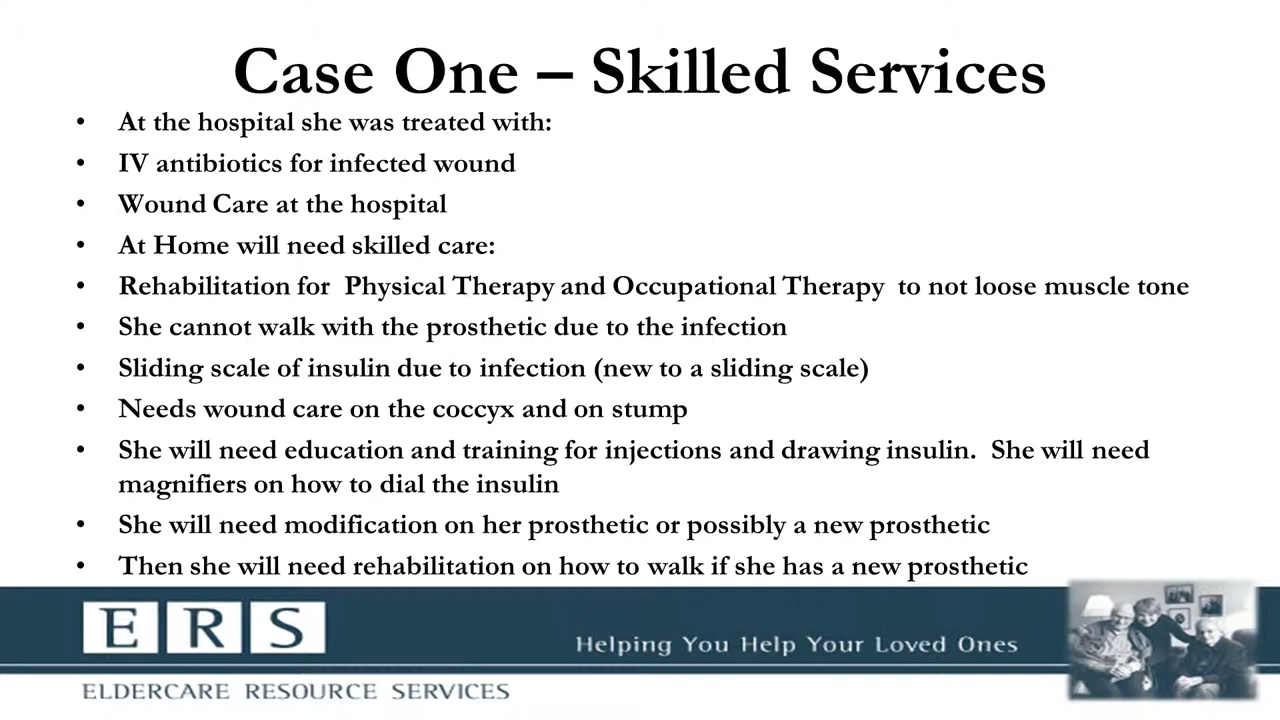 Case One – Skilled Services
• At the hospital she was treated with:
• IV antibiotics for infected wound
• Wound Care at the hospital
• At Home will need skilled care:
• Rehabilitation for  Physical Therapy and Occupational Therapy  to not loose muscle tone
• She cannot walk with the prosthetic due to the infection
• Sliding scale of insulin due to infection (new to a sliding scale)
• Needs wound care on the coccyx and on stump
• She will need education and training for injections and drawing insulin.  She will need
magnifiers on how to dial the insulin
• She will need modification on her prosthetic or possibly a new prosthetic
• Then she will need rehabilitation on how to walk if she has a new prosthetic
ERS
Helping You Help Your Loved Ones
ELDERCARE RESOURCE SERVICES